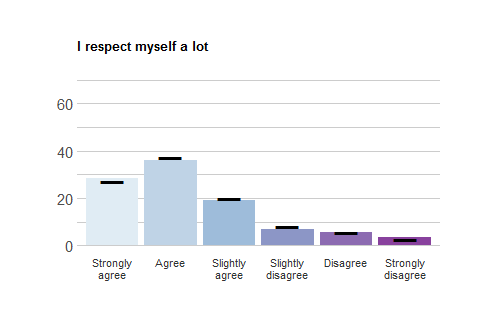 I respect myself a lot
60
40
20
0
Strongly agree
Agree
Slightly agree
Slightly disagree
Disagree
Strongly disagree